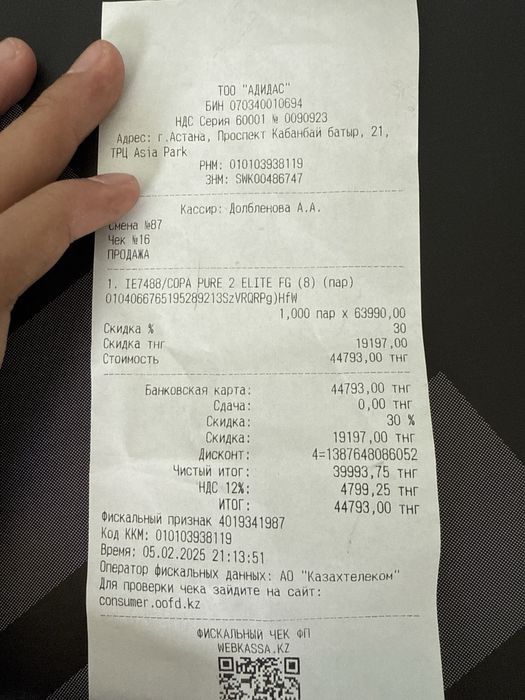 ТОО "АДИДАС"
БИН 070340010694
НДС Серия 60001 № 0090923
Адрес: г.Астана, Проспект Кабанбай батыр, 21,
ТРЦ Asia Park
РНМ: 010103938119
ЗНМ: SWK00486747
Кассир: Долбленова А.А.
Смена №87
Чек №16
ПРОДАЖА
1. IE7488/COPA PURE 2 ELITE FG (8) (пар)
0104066765195289213SzVRQRPg)HfW
1,000 пар x 63990,00
Скидка % 30
Скидка тнг 19197,00
Стоимость 44793,00 тнг
Банковская карта: 44793,00 тнг
Сдача: 0,00 тнг
Скидка: 30 %
Скидка: 19197,00 тнг
Дисконт: 4=1387648086052
Чистый итог: 39993,75 тнг
НДС 12%: 4799,25 тнг
ИТОГ: 44793,00 тнг
Фискальный признак 4019341987
Код ККМ: 010103938119
Время: 05.02.2025 21:13:51
Оператор фискальных данных: АО "Казахтелеком"
Для проверки чека зайдите на сайт:
consumer.oofd.kz
ФИСКАЛЬНЫЙ ЧЕК ФП
WEBKASSA.KZ